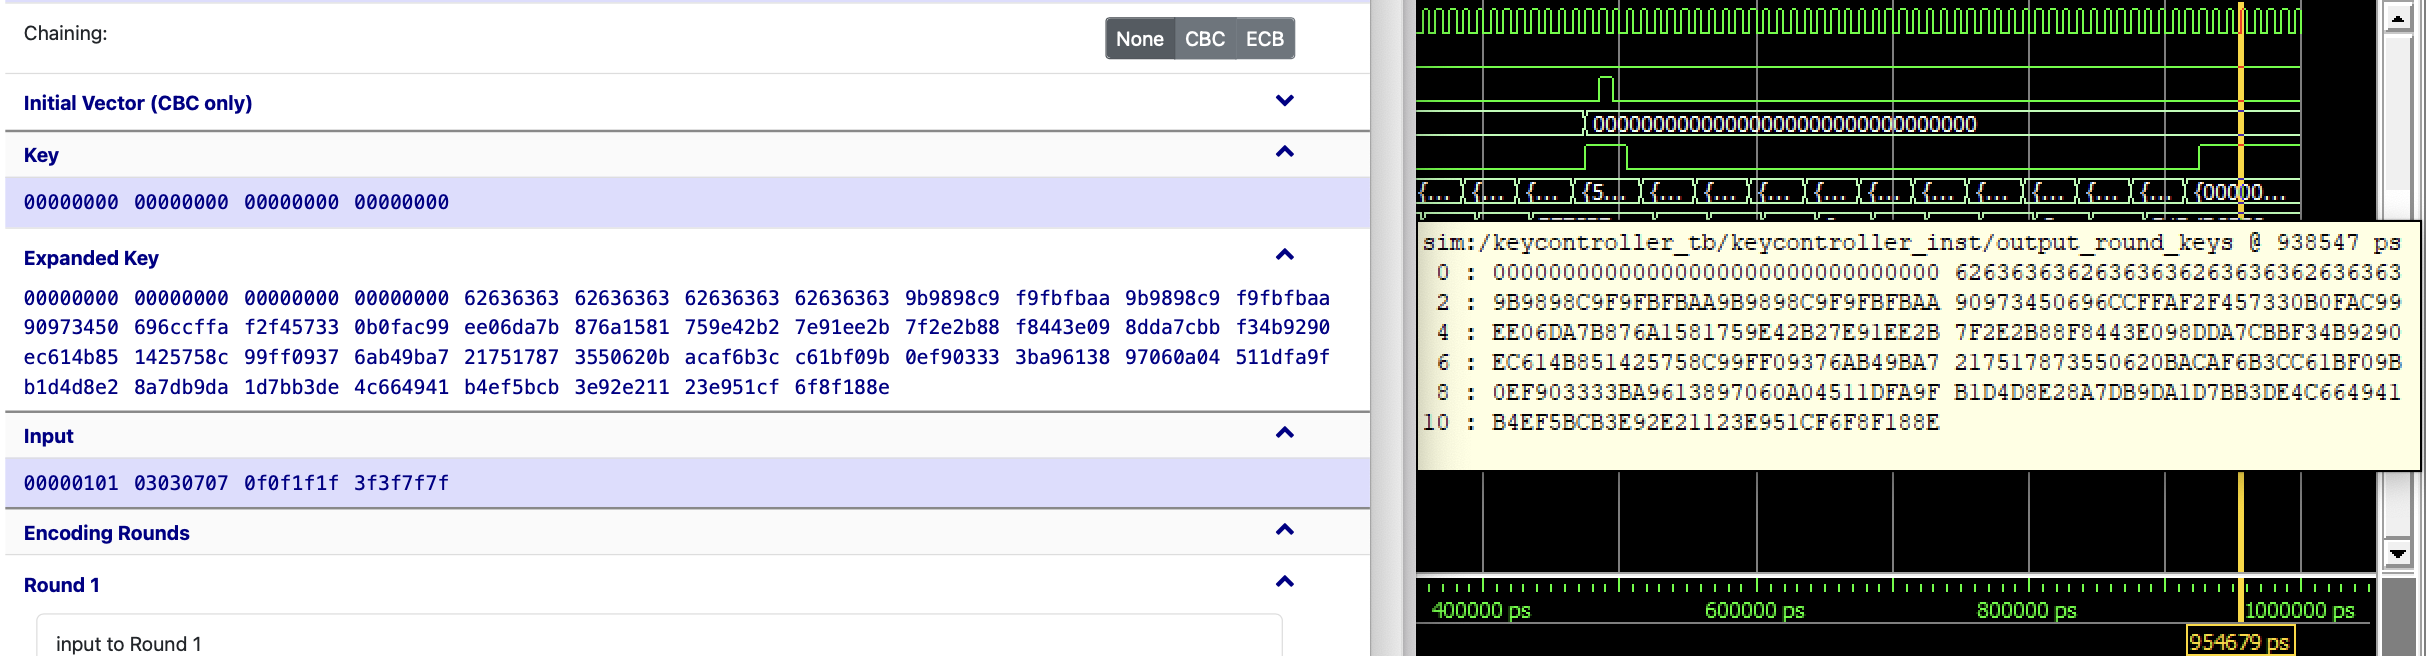 Chaining:
None CBC ECB
Initial Vector (CBC only)
Key
00000000 00000000 00000000 00000000
Expanded Key
00000000 00000000 00000000 00000000 62636363 62636363 62636363 62636363 9b9898c9 f9fbfbaa 9b9898c9 f9fbfbaa
90973450 696ccffa f2f45733 0b0fac99 ee06da7b 876a1581 759e42b2 7e91ee2b 7f2e2b88 f8443e09 8dda7cbb f34b9290
ec614b85 1425758c 99ff0937 6ab49ba7 21751787 3550620b acaf6b3c c61bf09b 0ef90333 3ba96138 97060a04 511dfa9f
b1d4d8e2 8a7db9da 1d7bb3de 4c664941 b4ef5bcb 3e92e211 23e951cf 6f8f188e
Input
00000101 03030707 0f0f1f1f 3f3f7f7f
Encoding Rounds
Round 1
input to Round 1
00000000000000000000000000000000
{... {... {... {5... {... {... {... {... {... {... {... {... {... {... {00000...
sim:/keycontroller_tb/keycontroller_inst/output_round_keys @ 938547 ps
0 : 00000000000000000000000000000000 62636363626363636263636362636363
2 : 9B9898C9F9FBFBAA9B9898C9F9FBFBAA 90973450696CCFFAF2F457330B0FAC99
4 : EE06DA7B876A1581759E42B27E91EE2B 7F2E2B88F8443E098DDA7CBBF34B9290
6 : EC614B851425758C99FF09376AB49BA7 217517873550620BACAF6B3CC61BF09B
8 : 0EF903333BA9613897060A04511DFA9F B1D4D8E28A7DB9DA1D7BB3DE4C664941
10 : B4EF5BCB3E92E21123E951CF6F8F188E
400000 ps 600000 ps 800000 ps 1000000 ps
954679 ps